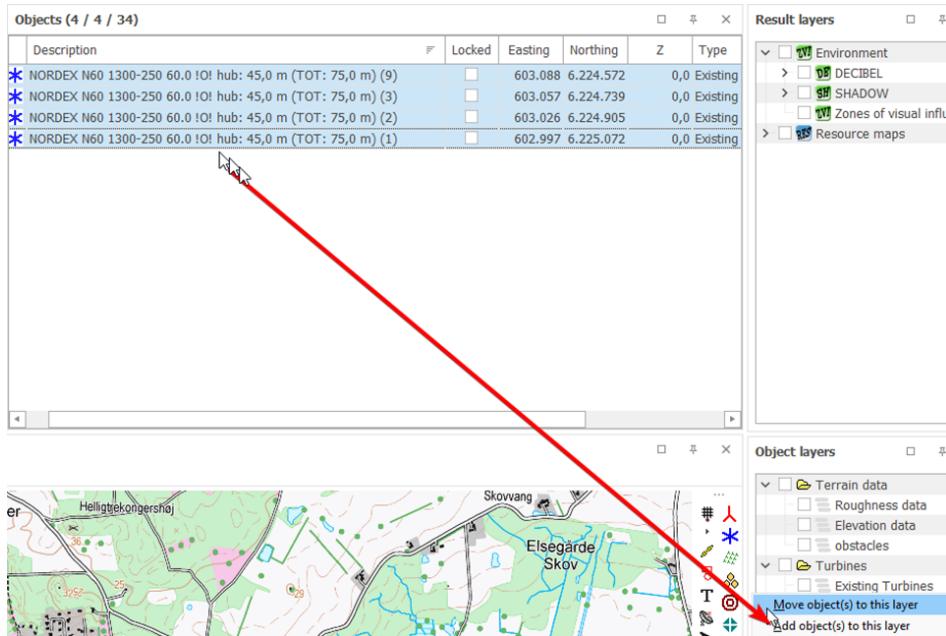 Objects (4 / 4 / 34)
Description Locked Easting Northing Z Type
NORDEX N60 1300-250 60.0 !O! hub: 45,0 m (TOT: 75,0 m) (9) 603.088 6.224.572 0,0 Existing
NORDEX N60 1300-250 60.0 !O! hub: 45,0 m (TOT: 75,0 m) (3) 603.057 6.224.739 0,0 Existing
NORDEX N60 1300-250 60.0 !O! hub: 45,0 m (TOT: 75,0 m) (2) 603.026 6.224.905 0,0 Existing
NORDEX N60 1300-250 60.0 !O! hub: 45,0 m (TOT: 75,0 m) (1) 602.997 6.225.072 0,0 Existing
Result layers
Environment
DECIBEL
SHADOW
Zones of visual influ
Resource maps
er
Helligtrekongershøj
Skovvang
Elsegårde
Skov
36
25
29
T
Object layers
Terrain data
Roughness data
Elevation data
obstacles
Turbines
Existing Turbines
Move object(s) to this layer
Add object(s) to this layer